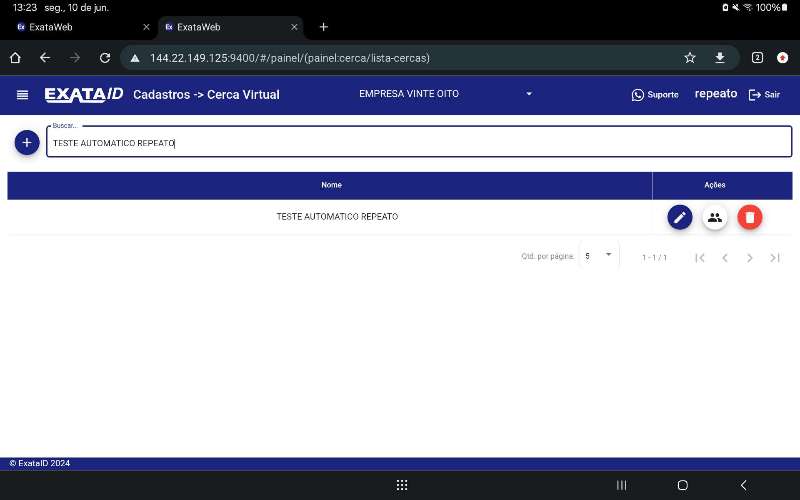 13:23 seg., 10 de jun. 100%
Ex ExataWeb
Ex ExataWeb
144.22.149.125:9400/#/painel/(painel:cerca/lista-cercas) 2
EXATAID Cadastros -> Cerca Virtual EMPRESA VINTE OITO Suporte repeato Sair
Buscar...
TESTE AUTOMATICO REPEATO
Nome Ações
TESTE AUTOMATICO REPEATO
Qtd. por página: 5 1 - 1 / 1
© ExataID 2024